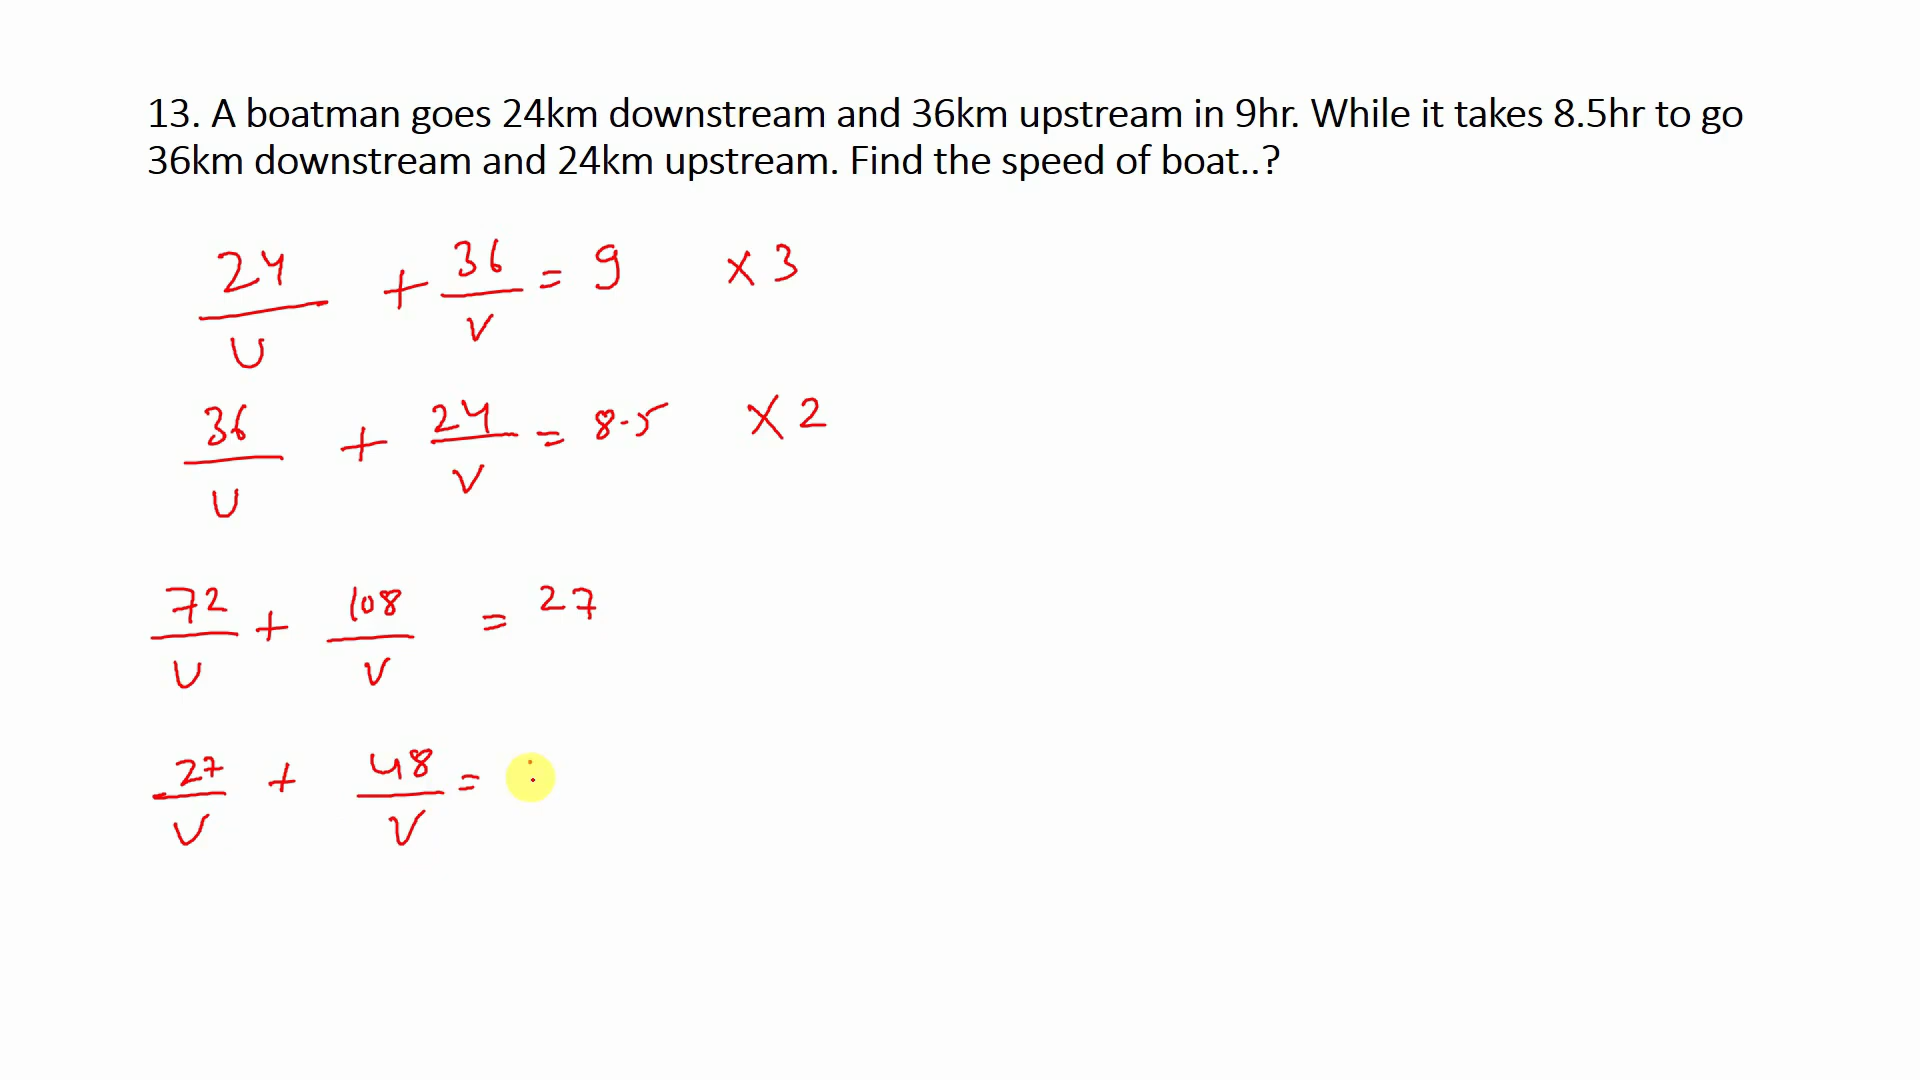 13. A boatman goes 24km downstream and 36km upstream in 9hr. While it takes 8.5hr to go
36km downstream and 24km upstream. Find the speed of boat..?
24/U + 36/V = 9 × 3
36/U + 24/V = 8.5 × 2
72/U + 108/V = 27
27/U + 48/V =